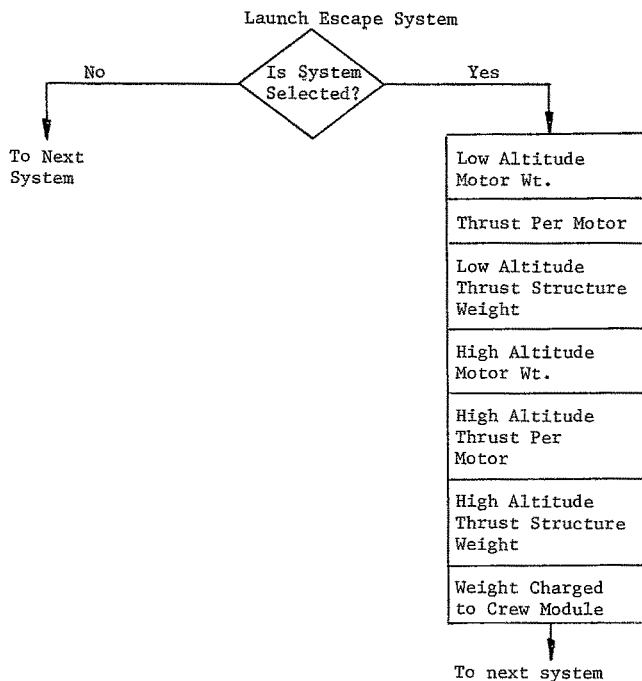 Launch Escape System
No
Is System
Selected?
Yes
To Next
System
Low Altitude
Motor Wt.
Thrust Per Motor
Low Altitude
Thrust Structure
Weight
High Altitude
Motor Wt.
High Altitude
Thrust Per
Motor
High Altitude
Thrust Structure
Weight
Weight Charged
to Crew Module
To next system